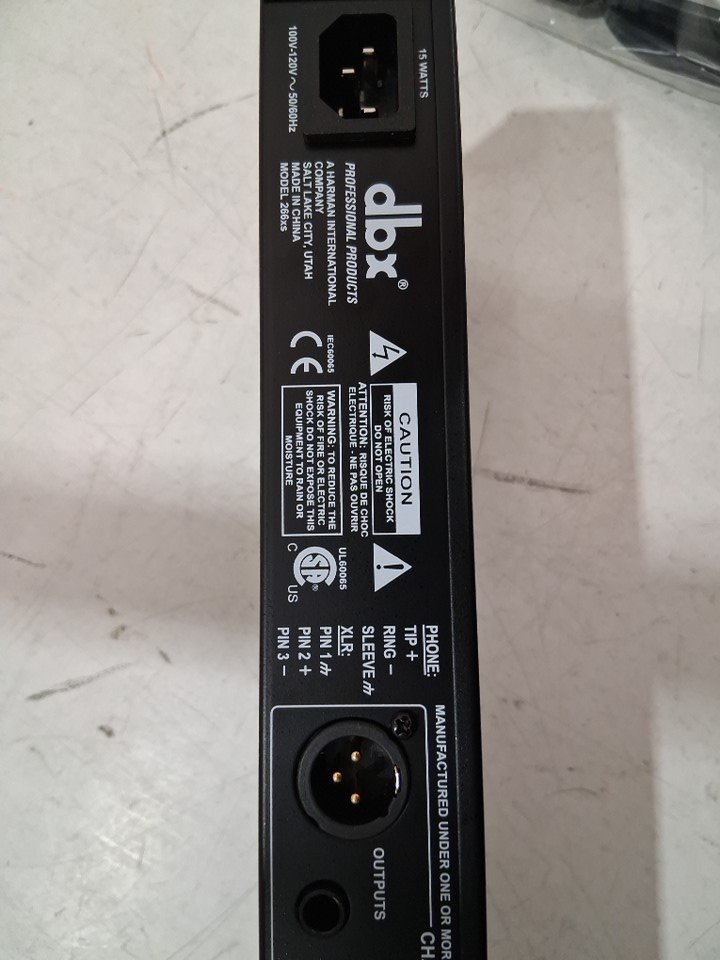 15 WATTS
100V-120V ~ 50/60Hz
dbx®
PROFESSIONAL PRODUCTS
A HARMAN INTERNATIONAL
COMPANY
SALT LAKE CITY, UTAH
MADE IN CHINA
MODEL 266xs
IEC60065
CE
CAUTION
RISK OF ELECTRIC SHOCK
DO NOT OPEN
ATTENTION: RISQUE DE CHOC
ELECTRIQUE - NE PAS OUVRIR
WARNING: TO REDUCE THE
RISK OF FIRE OR ELECTRIC
SHOCK DO NOT EXPOSE THIS
EQUIPMENT TO RAIN OR
MOISTURE
UL60065
C SA® US
PHONE:
TIP +
RING –
SLEEVE
XLR:
PIN 1
PIN 2 +
PIN 3 –
MANUFACTURED UNDER ONE OR MOR
CHA
OUTPUTS